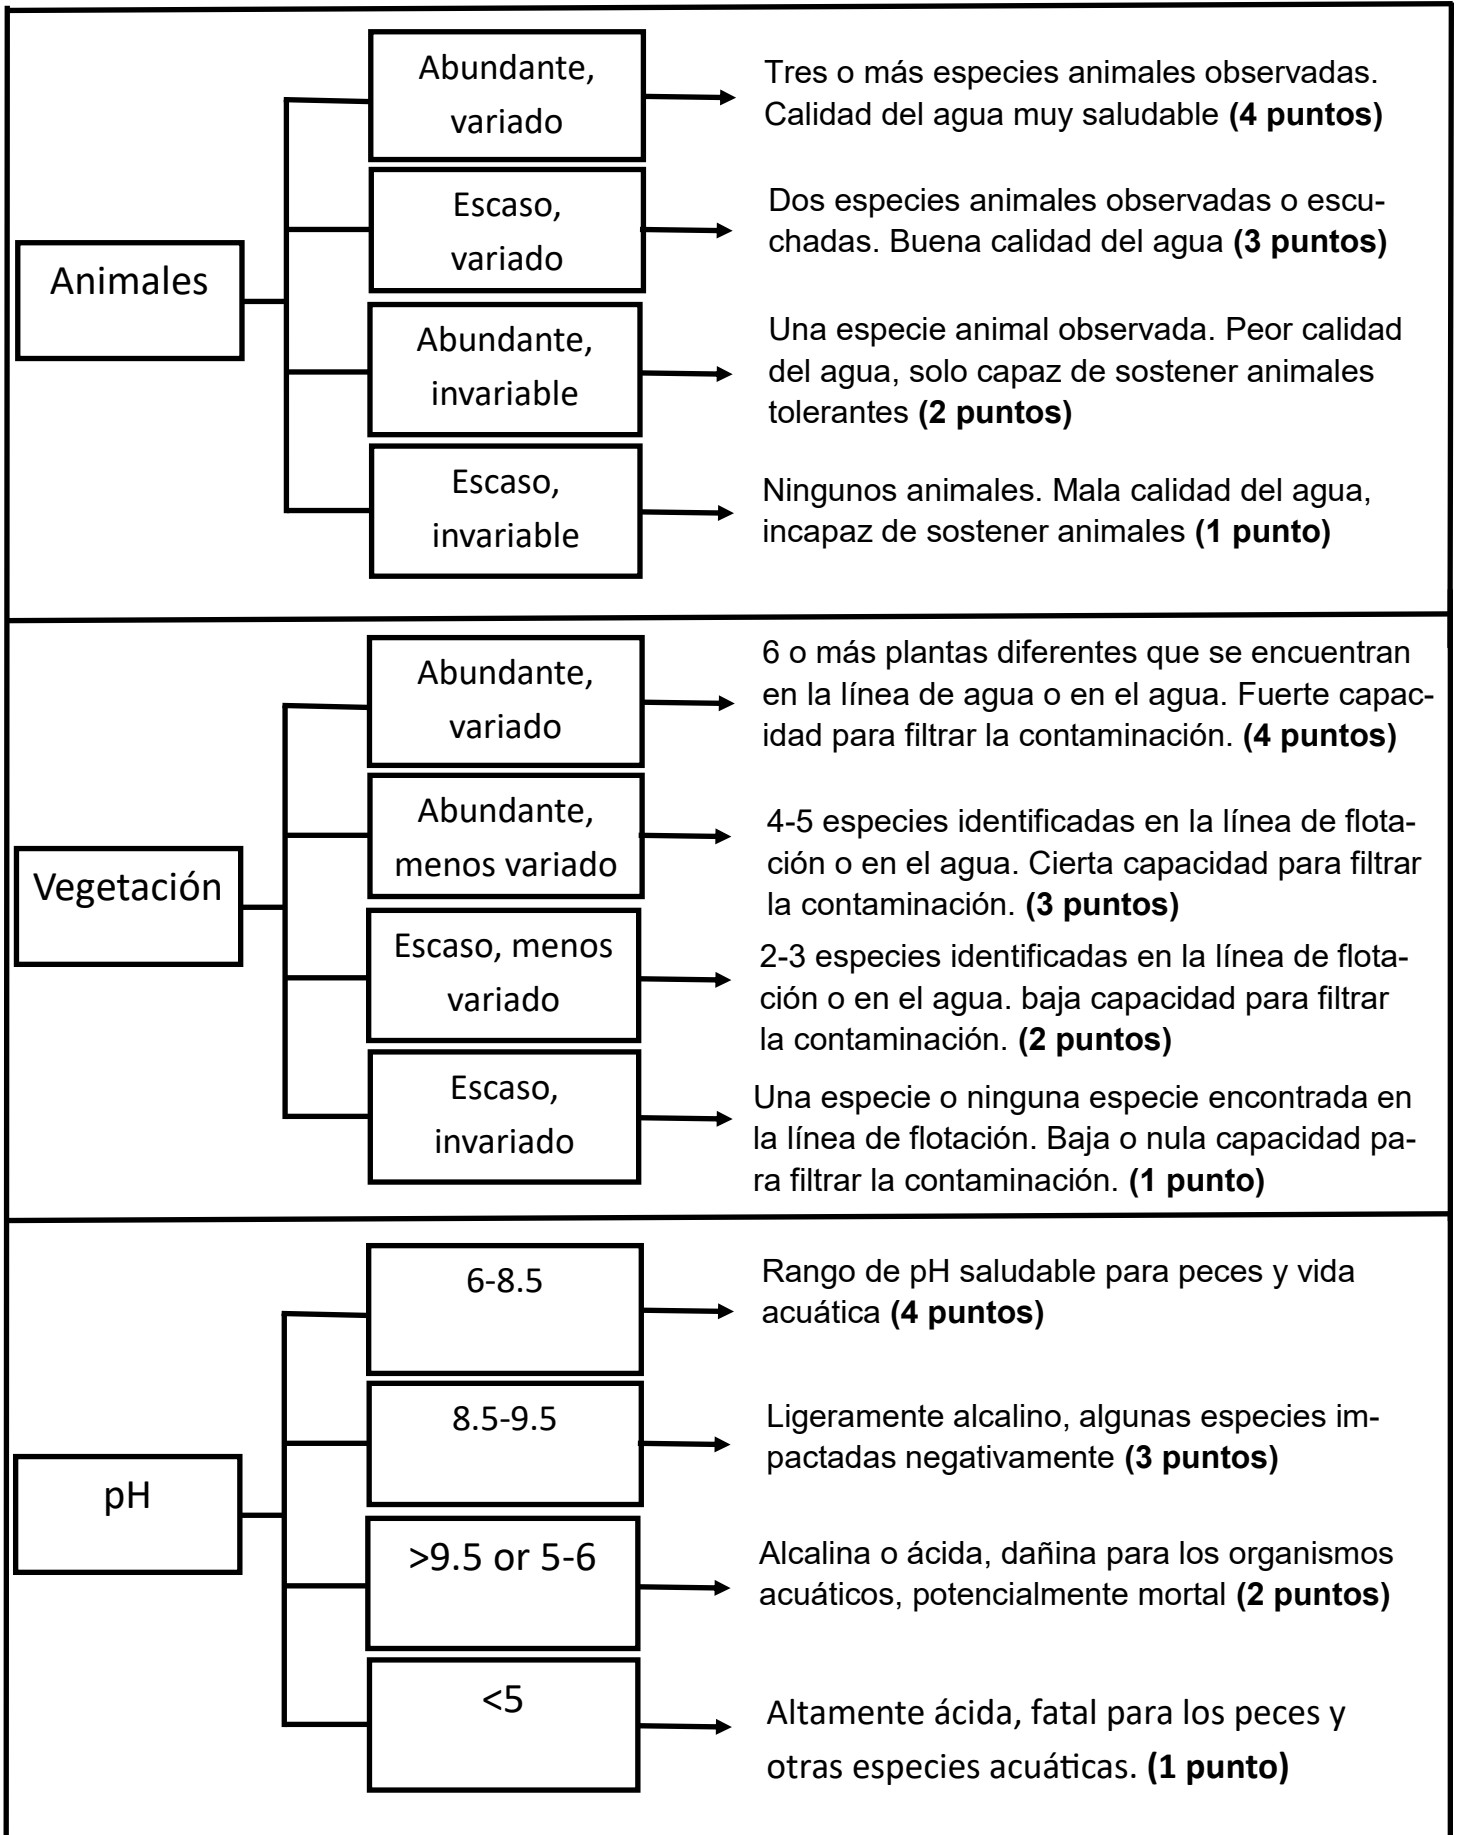 Animales
Abundante,
variado
Tres o más especies animales observadas.
Calidad del agua muy saludable (4 puntos)
Escaso,
variado
Dos especies animales observadas o escu-
chadas. Buena calidad del agua (3 puntos)
Abundante,
invariable
Una especie animal observada. Peor calidad
del agua, solo capaz de sostener animales
tolerantes (2 puntos)
Escaso,
invariable
Ningunos animales. Mala calidad del agua,
incapaz de sostener animales (1 punto)
Vegetación
Abundante,
variado
6 o más plantas diferentes que se encuentran
en la línea de agua o en el agua. Fuerte capac-
idad para filtrar la contaminación. (4 puntos)
Abundante,
menos variado
4-5 especies identificadas en la línea de flota-
ción o en el agua. Cierta capacidad para filtrar
la contaminación. (3 puntos)
Escaso, menos
variado
2-3 especies identificadas en la línea de flota-
ción o en el agua. baja capacidad para filtrar
la contaminación. (2 puntos)
Escaso,
invariado
Una especie o ninguna especie encontrada en
la línea de flotación. Baja o nula capacidad pa-
ra filtrar la contaminación. (1 punto)
pH
6-8.5
Rango de pH saludable para peces y vida
acuática (4 puntos)
8.5-9.5
Ligeramente alcalino, algunas especies im-
pactadas negativamente (3 puntos)
>9.5 or 5-6
Alcalina o ácida, dañina para los organismos
acuáticos, potencialmente mortal (2 puntos)
<5
Altamente ácida, fatal para los peces y
otras especies acuáticas. (1 punto)